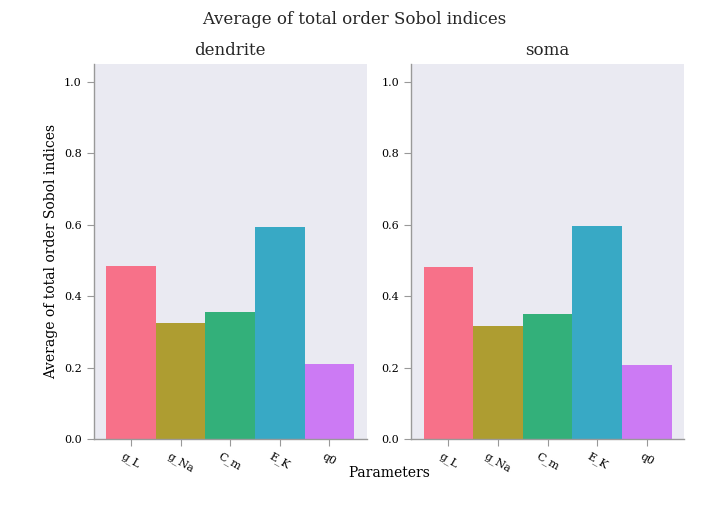 Average of total order Sobol indices
dendrite
soma
Average of total order Sobol indices
1.0
0.8
0.6
0.4
0.2
0.0
g_L
g_Na
C_m
E_K
q0
1.0
0.8
0.6
0.4
0.2
0.0
g_L
g_Na
C_m
E_K
q0
Parameters